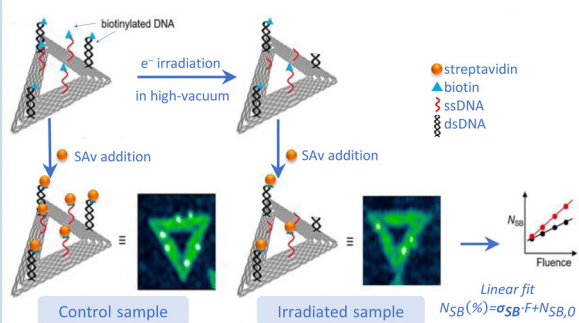 biotinylated DNA
e⁻ irradiation
in high-vacuum
streptavidin
biotin
ssDNA
dsDNA
SAv addition
SAv addition
≡
≡
N_SB
Fluence
Linear fit
N_SB(%)=σ_SB·F+N_SB,0
Control sample
Irradiated sample